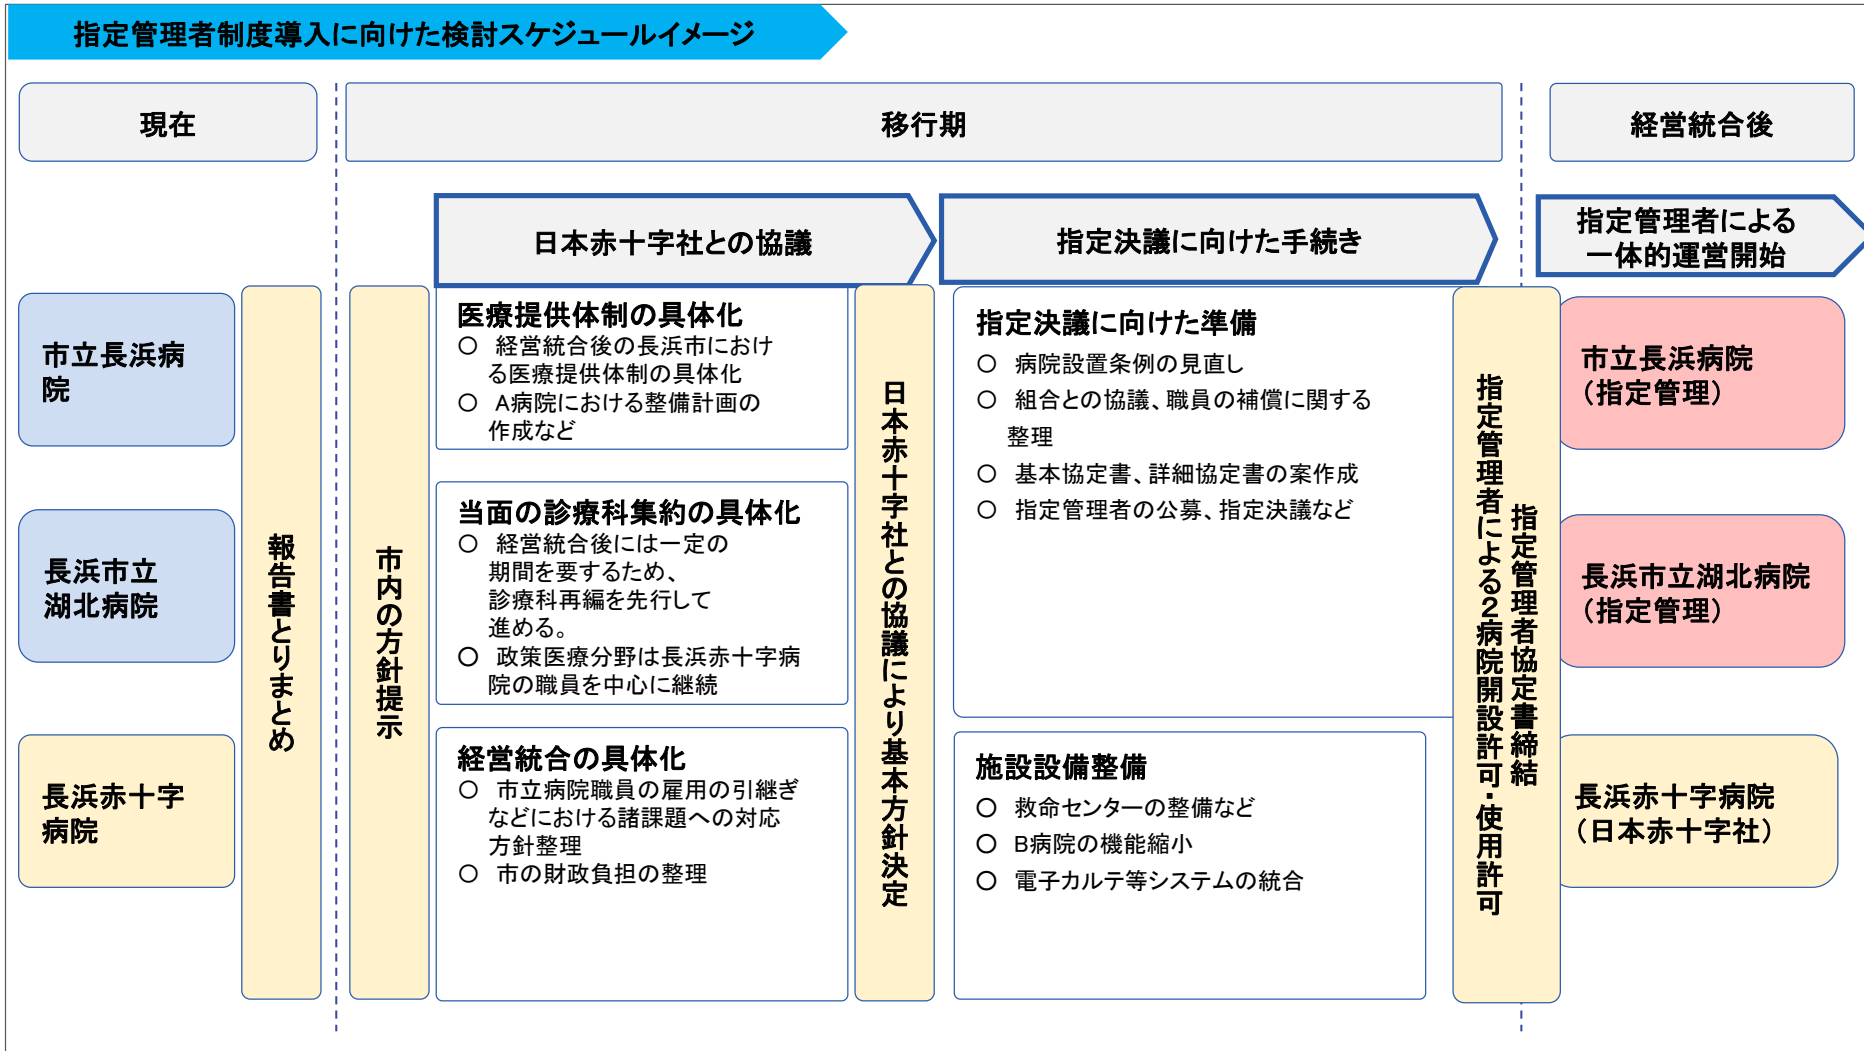 指定管理者制度導入に向けた検討スケジュールイメージ
現在
移行期
経営統合後
日本赤十字社との協議
指定決議に向けた手続き
指定管理者による
一体的運営開始
市立長浜病
院
長浜市立
湖北病院
長浜赤十字
病院
報告書とりまとめ
市内の方針提示
医療提供体制の具体化
○ 経営統合後の長浜市におけ
る医療提供体制の具体化
○ A病院における整備計画の
作成など
当面の診療科集約の具体化
○ 経営統合後には一定の
期間を要するため、
診療科再編を先行して
進める。
○ 政策医療分野は長浜赤十字病
院の職員を中心に継続
経営統合の具体化
○ 市立病院職員の雇用の引継ぎ
などにおける諸課題への対応
方針整理
○ 市の財政負担の整理
日本赤十字社との協議により基本方針決定
指定決議に向けた準備
○ 病院設置条例の見直し
○ 組合との協議、職員の補償に関する
整理
○ 基本協定書、詳細協定書の案作成
○ 指定管理者の公募、指定決議など
施設設備整備
○ 救命センターの整備など
○ B病院の機能縮小
○ 電子カルテ等システムの統合
指定管理者協定書締結
指定管理者による2病院開設許可・使用許可
市立長浜病院
（指定管理）
長浜市立湖北病院
（指定管理）
長浜赤十字病院
（日本赤十字社）